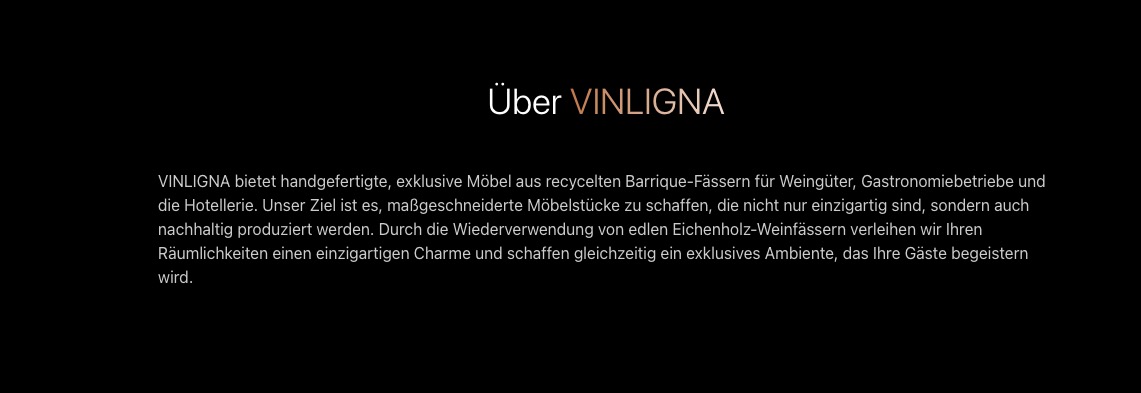 Über VINLIGNA
VINLIGNA bietet handgefertigte, exklusive Möbel aus recycelten Barrique-Fässern für Weingüter, Gastronomiebetriebe und
die Hotellerie. Unser Ziel ist es, maßgeschneiderte Möbelstücke zu schaffen, die nicht nur einzigartig sind, sondern auch
nachhaltig produziert werden. Durch die Wiederverwendung von edlen Eichenholz-Weinfässern verleihen wir Ihren
Räumlichkeiten einen einzigartigen Charme und schaffen gleichzeitig ein exklusives Ambiente, das Ihre Gäste begeistern
wird.